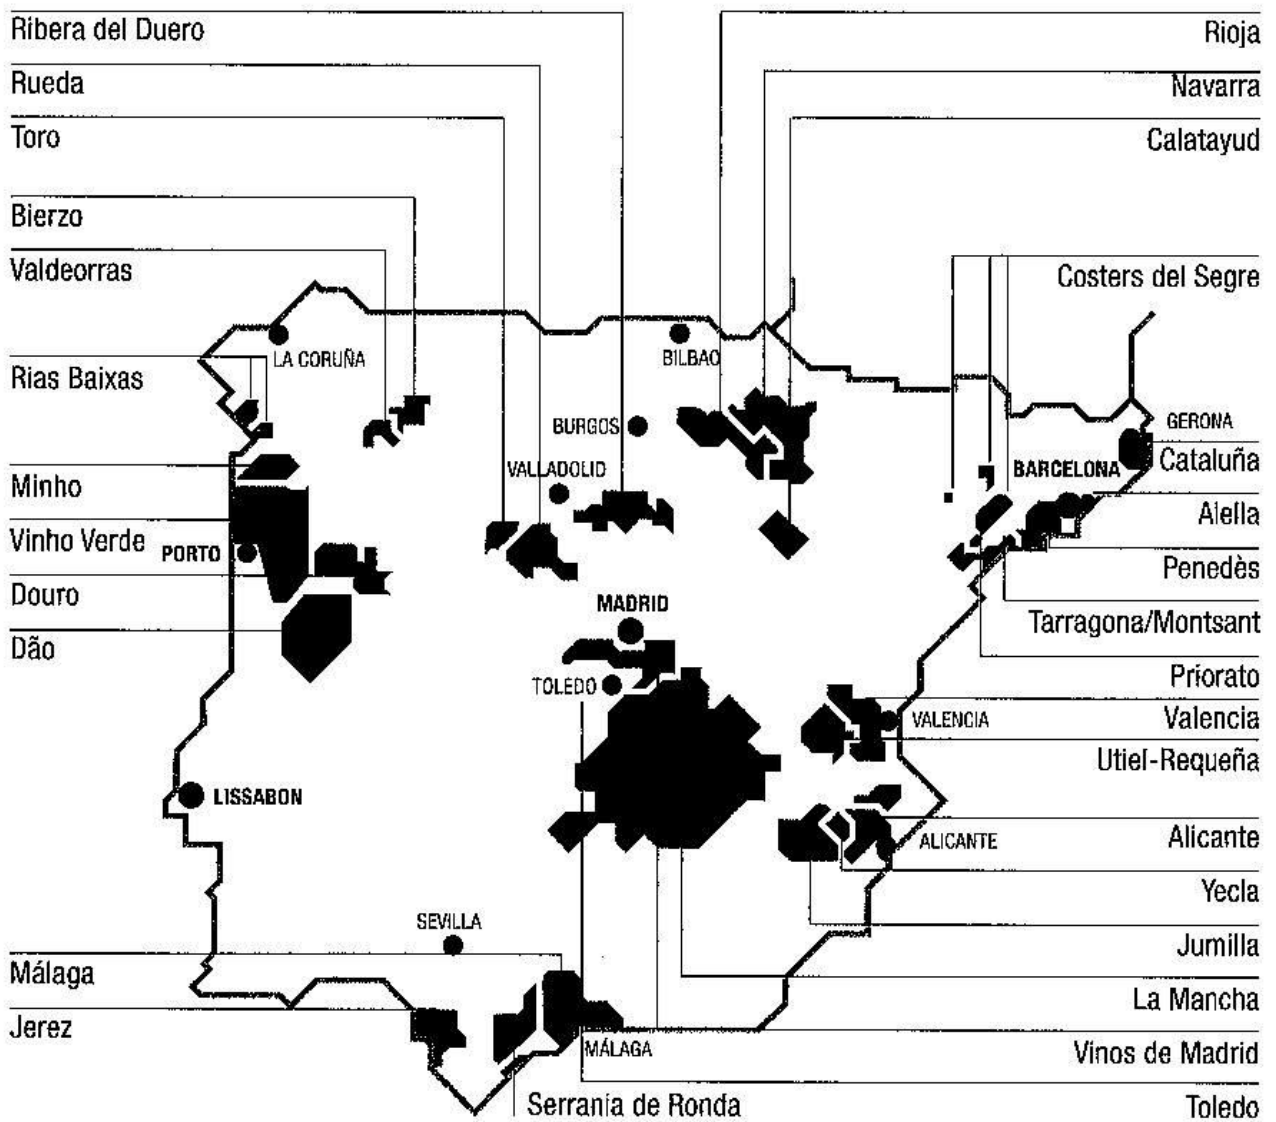 Ribera del Duero
Rioja
Rueda
Navarra
Toro
Calatayud
Bierzo
Valdeorras
Costers del Segre
LA CORUÑA
BILBAO
Rias Baixas
BURGOS
GERONA
VALLADOLID
BARCELONA
Cataluña
Minho
Alella
Vinho Verde
PORTO
Penedès
Douro
MADRID
Tarragona/Montsant
Dão
Priorato
TOLEDO
VALENCIA
Valencia
Utiel-Requeña
LISSABON
ALICANTE
Alicante
Yecla
SEVILLA
Jumilla
Málaga
La Mancha
Jerez
MÁLAGA
Vinos de Madrid
Serranía de Ronda
Toledo